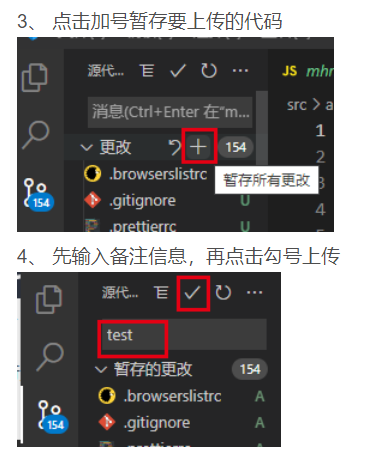 3、 点击加号暂存要上传的代码
源代...
JS mhr
消息(Ctrl+Enter 在"m...
src > a
更改 154
1
.browserslistrc
2
暂存所有更改
.gitignore U
4
.prettierrc U
154
4、 先输入备注信息，再点击勾号上传
源代...
test
暂存的更改 154
.browserslistrc A
154
.gitignore A
.prettierrc A